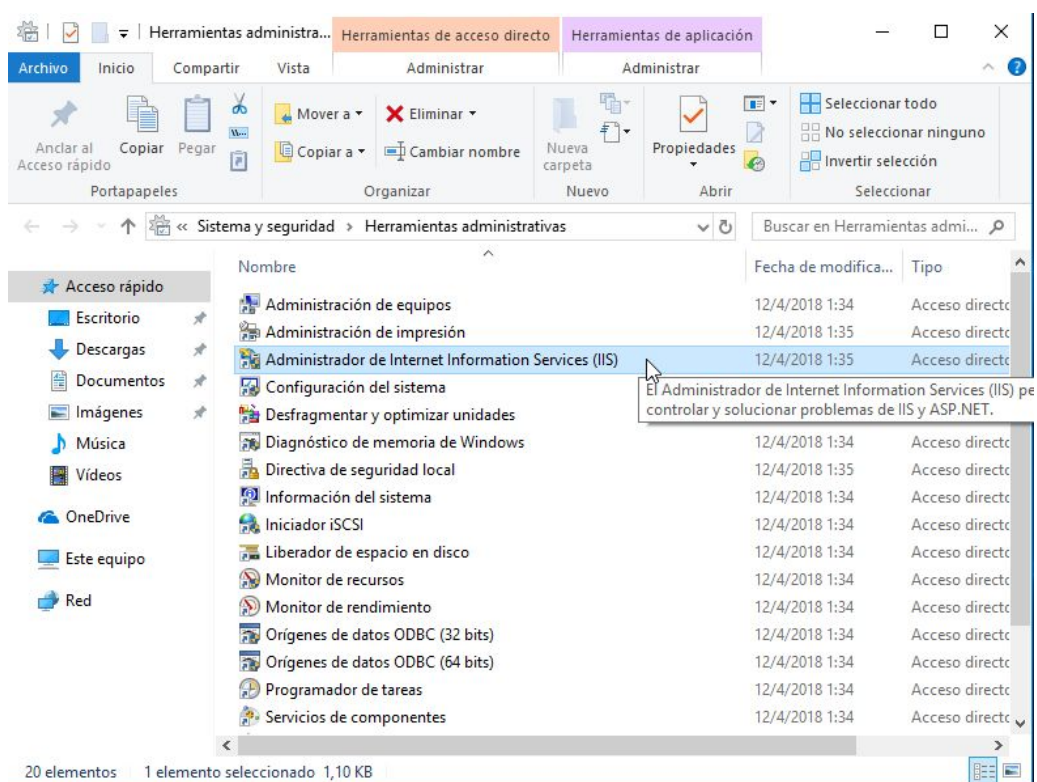 Herramientas administra...
Herramientas de acceso directo
Herramientas de aplicación
Archivo Inicio Compartir Vista Administrar Administrar
Anclar al Acceso rápido
Copiar
Pegar
Mover a
Copiar a
Eliminar
Cambiar nombre
Nueva carpeta
Propiedades
Seleccionar todo
No seleccionar ninguno
Invertir selección
Portapapeles Organizar Nuevo Abrir Seleccionar
« Sistema y seguridad > Herramientas administrativas
Buscar en Herramientas admi...
Acceso rápido
Escritorio
Descargas
Documentos
Imágenes
Música
Vídeos
OneDrive
Este equipo
Red
Nombre Fecha de modifica... Tipo
Administración de equipos 12/4/2018 1:34 Acceso directo
Administración de impresión 12/4/2018 1:35 Acceso directo
Administrador de Internet Information Services (IIS) 12/4/2018 1:35 Acceso directo
Configuración del sistema
Desfragmentar y optimizar unidades
El Administrador de Internet Information Services (IIS) pe
controlar y solucionar problemas de IIS y ASP.NET.
Diagnóstico de memoria de Windows 12/4/2018 1:34 Acceso directo
Directiva de seguridad local 12/4/2018 1:35 Acceso directo
Información del sistema 12/4/2018 1:34 Acceso directo
Iniciador iSCSI 12/4/2018 1:34 Acceso directo
Liberador de espacio en disco 12/4/2018 1:34 Acceso directo
Monitor de recursos 12/4/2018 1:34 Acceso directo
Monitor de rendimiento 12/4/2018 1:34 Acceso directo
Orígenes de datos ODBC (32 bits) 12/4/2018 1:34 Acceso directo
Orígenes de datos ODBC (64 bits) 12/4/2018 1:34 Acceso directo
Programador de tareas 12/4/2018 1:34 Acceso directo
Servicios de componentes 12/4/2018 1:34 Acceso directo
20 elementos 1 elemento seleccionado 1,10 KB